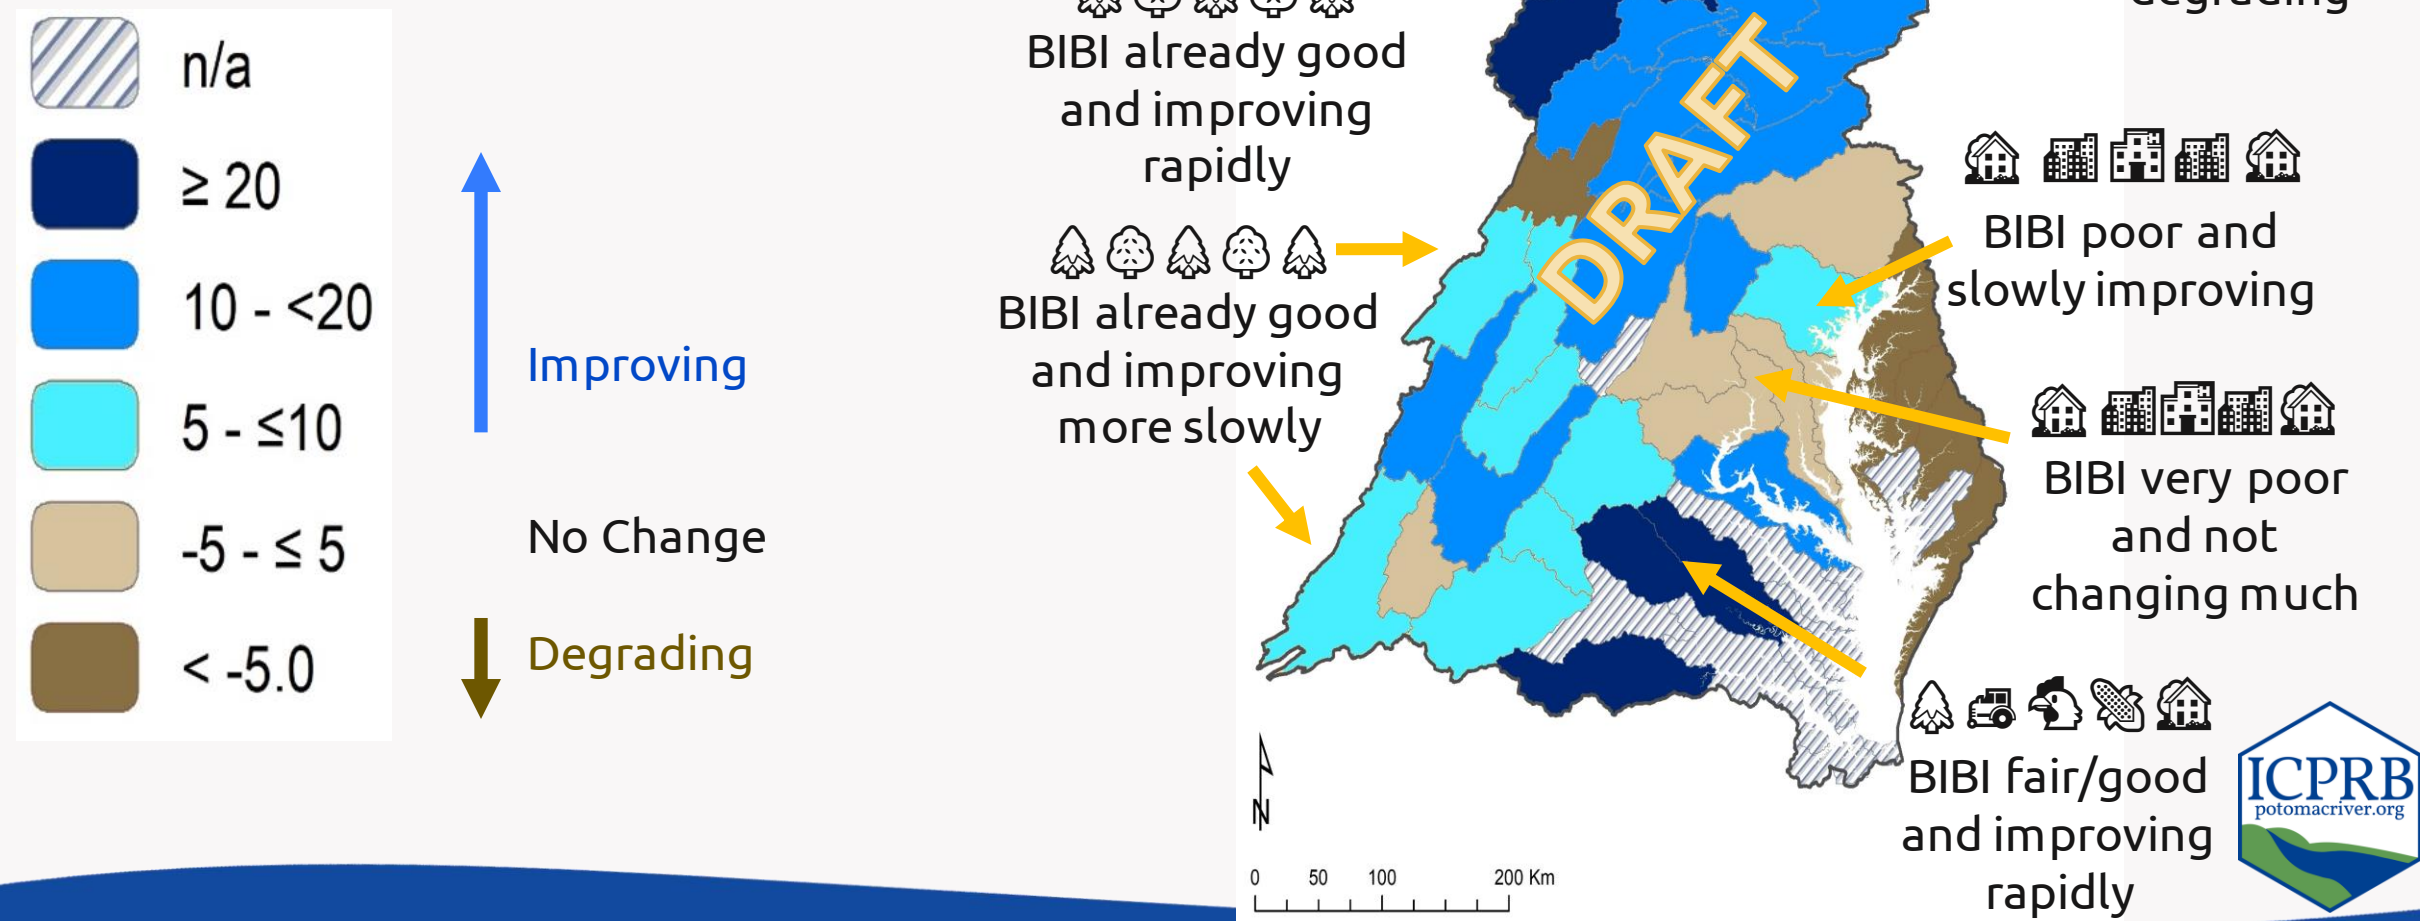 n/a
≥ 20
10 - <20
5 - ≤10
-5 - ≤ 5
< -5.0
Improving
No Change
Degrading
BIBI already good
and improving
rapidly
BIBI already good
and improving
more slowly
DRAFT
degrading
BIBI poor and
slowly improving
BIBI very poor
and not
changing much
BIBI fair/good
and improving
rapidly
N
0 50 100 200 Km
ICPRB
potomacriver.org